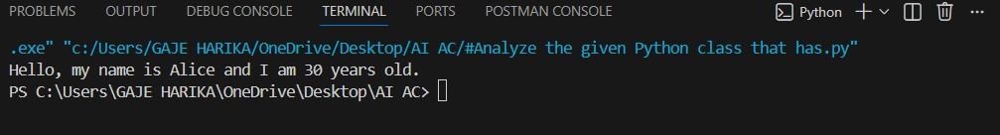 PROBLEMS OUTPUT DEBUG CONSOLE TERMINAL PORTS POSTMAN CONSOLE Python
.exe" "c:/Users/GAJE HARIKA/OneDrive/Desktop/AI AC/#Analyze the given Python class that has.py"
Hello, my name is Alice and I am 30 years old.
PS C:\Users\GAJE HARIKA\OneDrive\Desktop\AI AC>